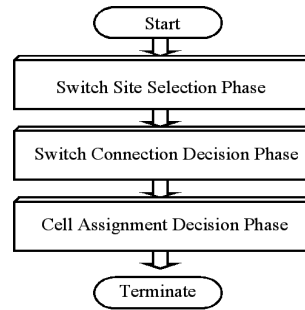 Start
Switch Site Selection Phase
Switch Connection Decision Phase
Cell Assignment Decision Phase
Terminate